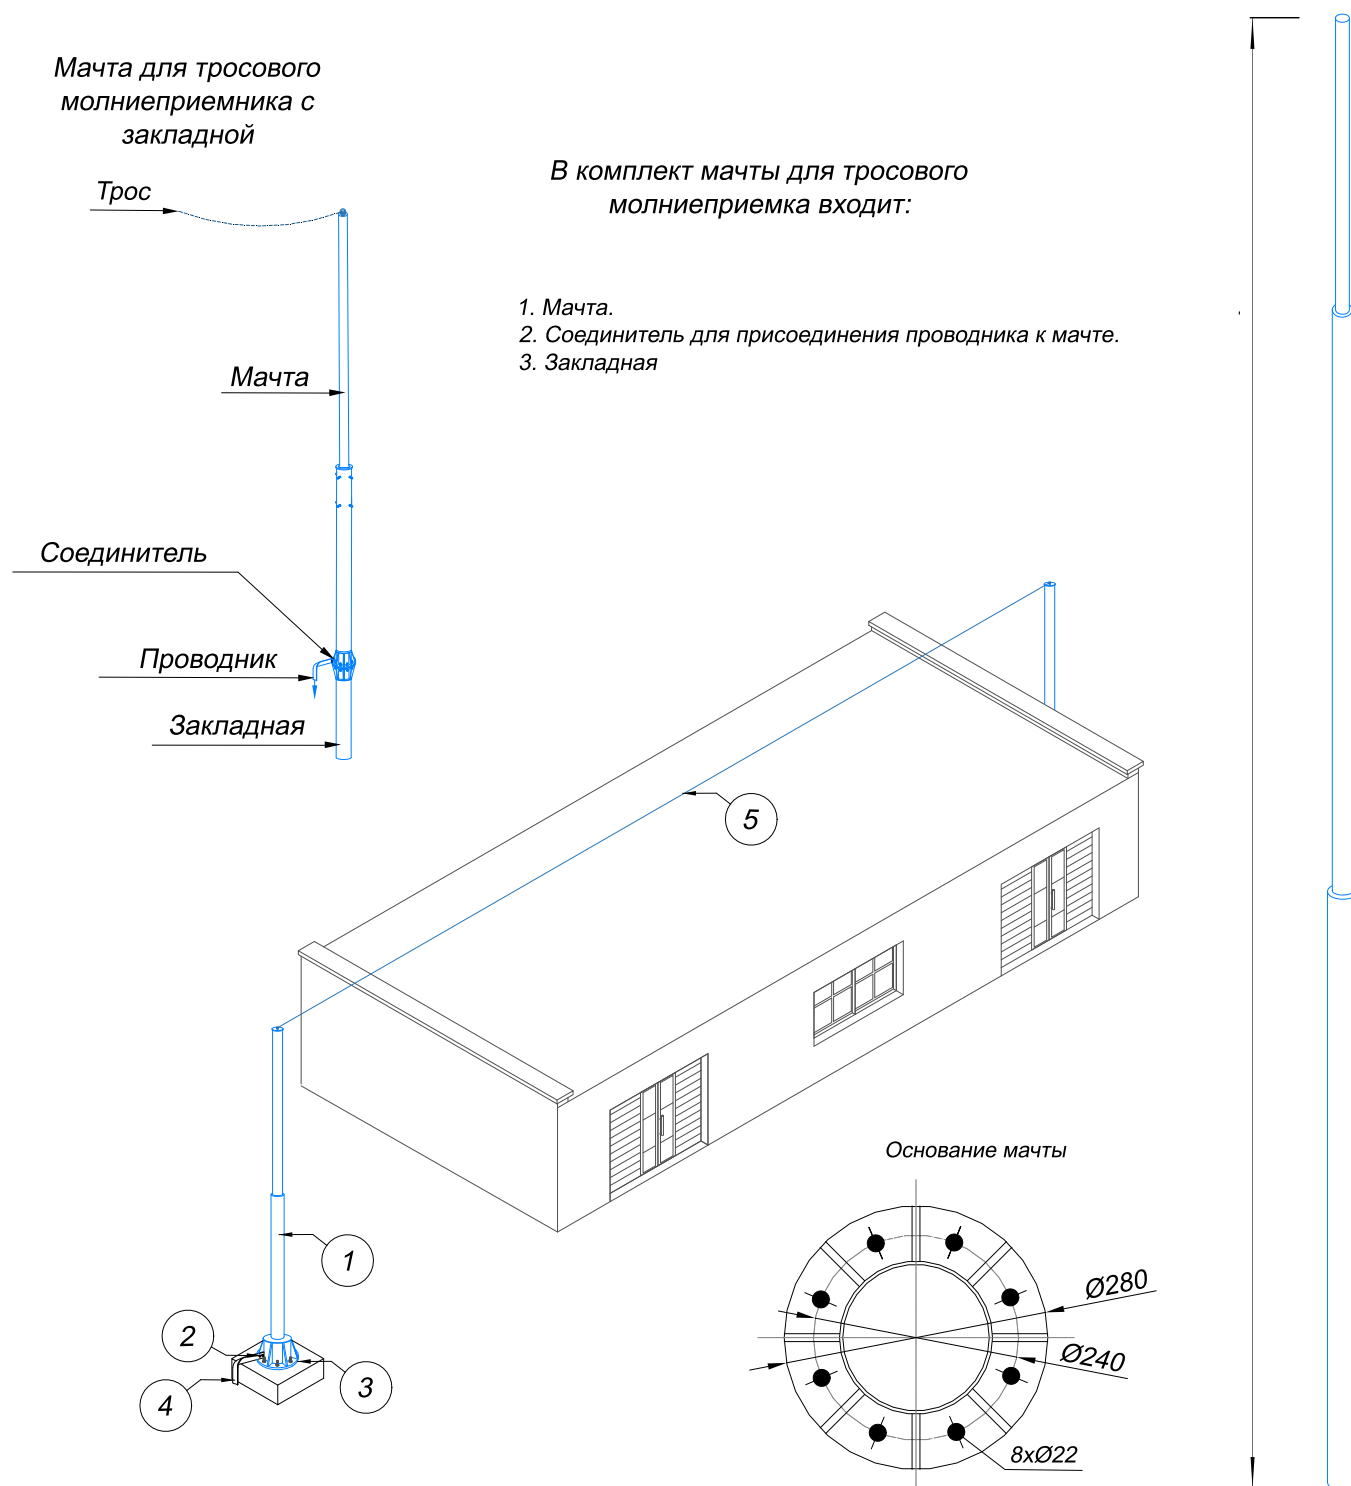 Мачта для тросового
молниеприемника с
закладной
Трос
Мачта
Соединитель
Проводник
Закладная
В комплект мачты для тросового
молниеприемка входит:
1. Мачта.
2. Соединитель для присоединения проводника к мачте.
3. Закладная
5
1
2
3
4
Основание мачты
Ø280
Ø240
8xØ22